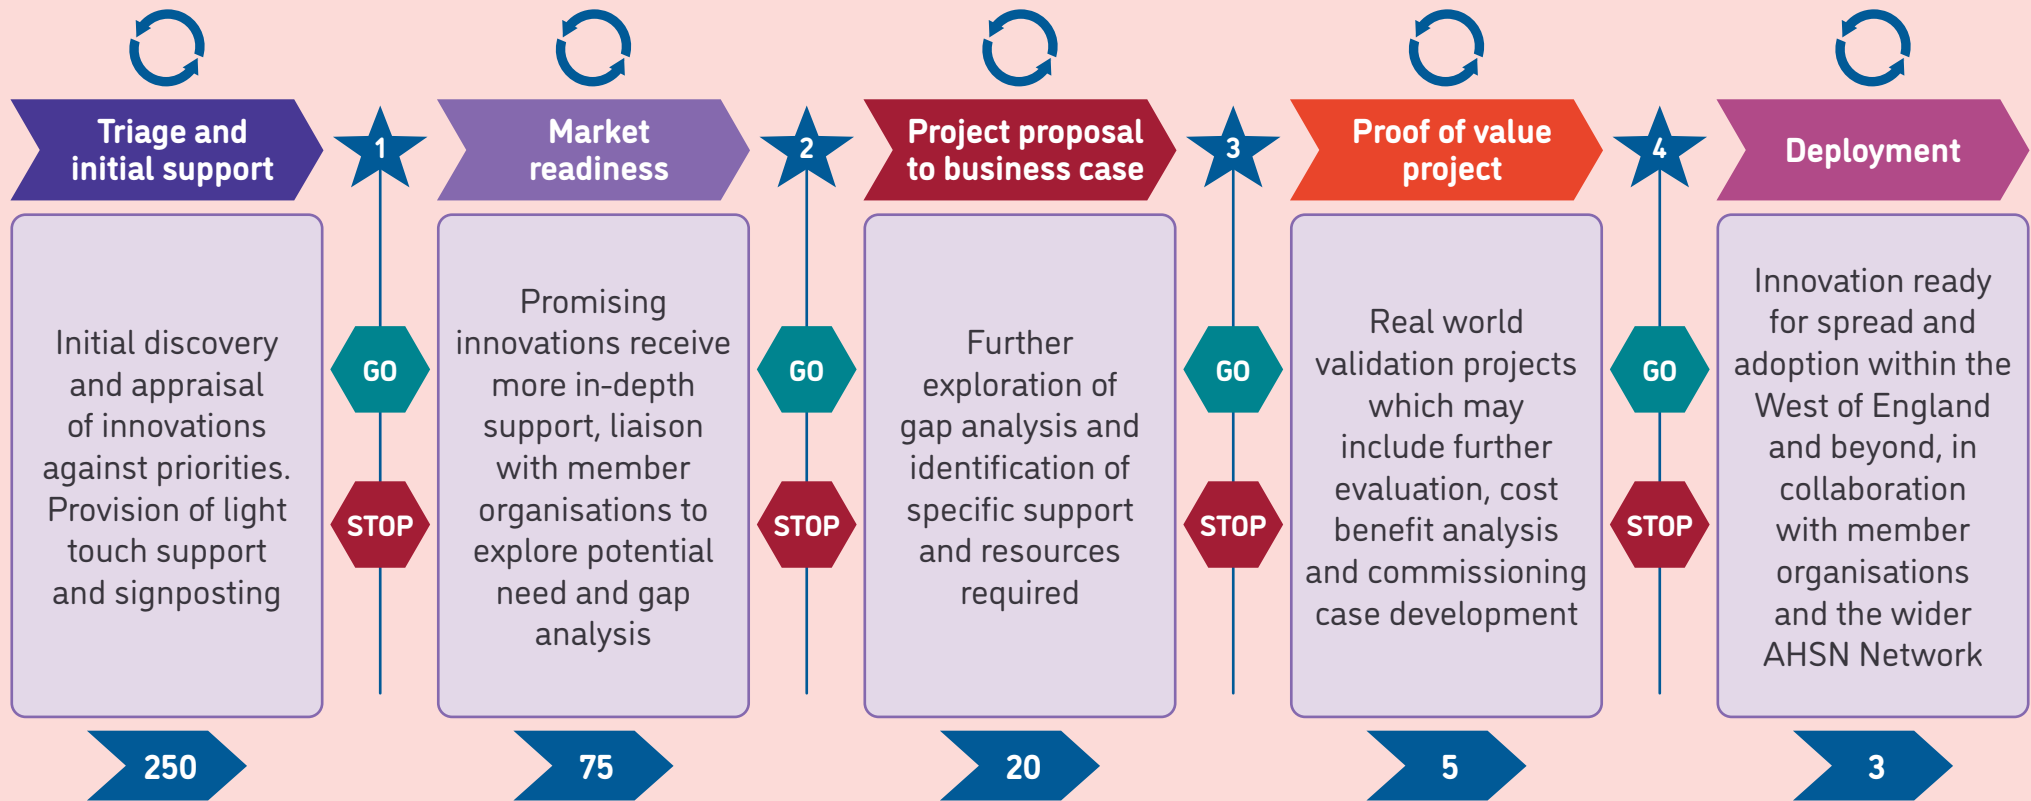 Triage and
initial support
Initial discovery
and appraisal
of innovations
against priorities.
Provision of light
touch support
and signposting
250
1
GO
STOP
Market
readiness
Promising
innovations receive
more in-depth
support, liaison
with member
organisations to
explore potential
need and gap
analysis
75
2
GO
STOP
Project proposal
to business case
Further
exploration of
gap analysis and
identification of
specific support
and resources
required
20
3
GO
STOP
Proof of value
project
Real world
validation projects
which may
include further
evaluation, cost
benefit analysis
and commissioning
case development
5
4
GO
STOP
Deployment
Innovation ready
for spread and
adoption within the
West of England
and beyond, in
collaboration
with member
organisations
and the wider
AHSN Network
3